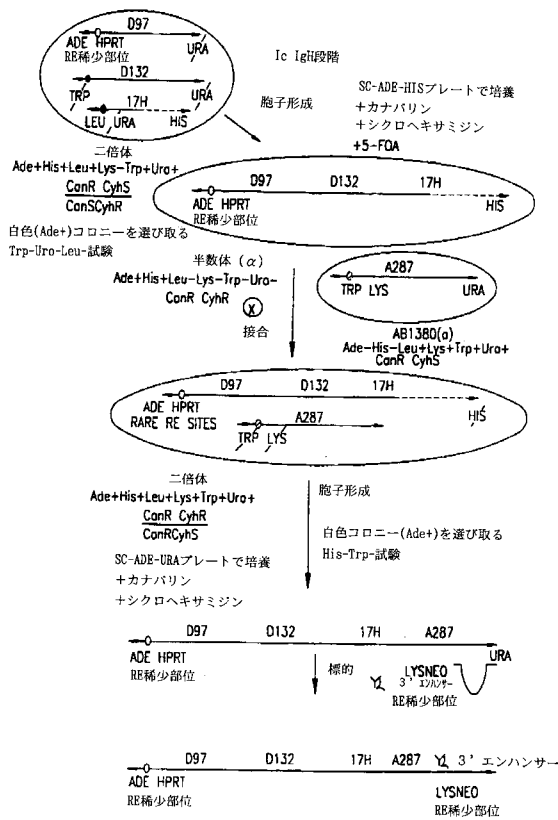 D97
ADE HPRT
URA
RE稀少部位
D132
TRP
URA
17H
LEU URA HIS
Ic IgH段階
胞子形成
SC-ADE-HISプレートで培養
+カナバリン
+シクロヘキサミジン
+5-FOA
二倍体
Ade+His+Leu+Lys-Trp+Ura+
CanR CyhS
CanSCyhR
白色(Ade+)コロニーを選び取る
Trp-Uro-Leu-試験
D97 D132 17H
ADE HPRT
RE稀少部位
HIS
半数体(α)
Ade+His+Leu-Lys-Trp-Uro-
CanR CyhR
X
接合
A287
TRP LYS URA
AB1380(a)
Ade-His-Leu+Lys+Trp+Ura+
CanR CyhS
D97 D132 17H
ADE HPRT
RARE RE SITES
HIS
A287
TRP LYS
二倍体
Ade+His+Leu+Lys+Trp+Uro+
CanR CyhR
CanRCyhS
胞子形成
白色コロニー(Ade+)を選び取る
His-Trp-試験
SC-ADE-URAプレートで培養
+カナバリン
+シクロヘキサミジン
D97 D132 17H A287
ADE HPRT
RE稀少部位
URA
標的
LYSNEO
γ2 3'エンハンサー
RE稀少部位
D97 D132 17H A287 γ2 3'エンハンサー
ADE HPRT
RE稀少部位
LYSNEO
RE稀少部位